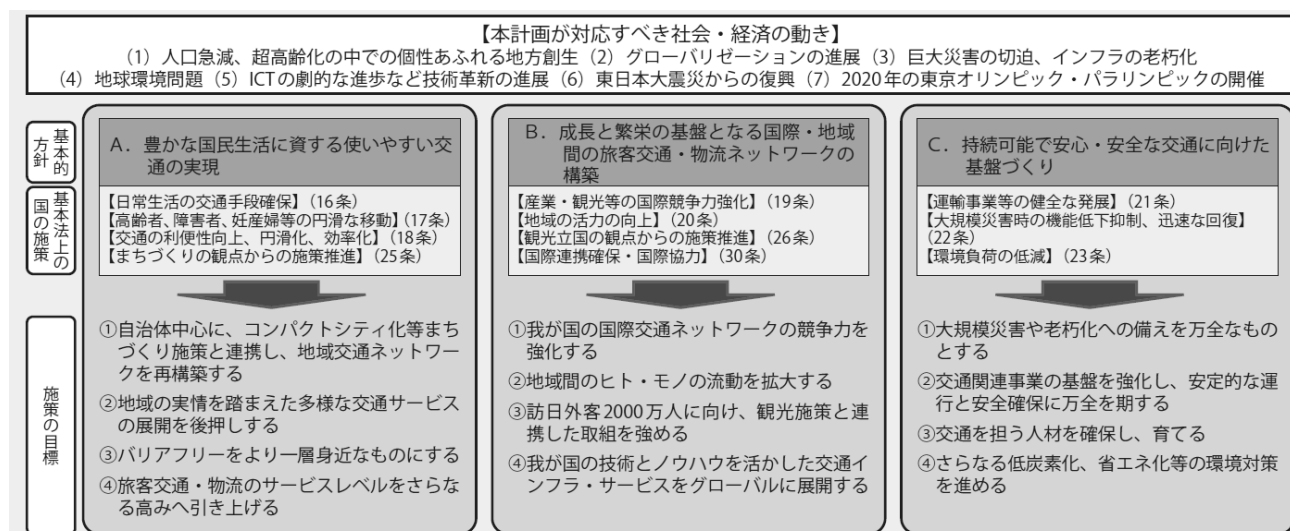 【本計画が対応すべき社会・経済の動き】
（1）人口急減、超高齢化の中での個性あふれる地方創生（2）グローバリゼーションの進展（3）巨大災害の切迫、インフラの老朽化
（4）地球環境問題（5）ICTの劇的な進歩など技術革新の進展（6）東日本大震災からの復興（7）2020年の東京オリンピック・パラリンピックの開催
基本的方針
A．豊かな国民生活に資する使いやすい交
通の実現
B．成長と繁栄の基盤となる国際・地域
間の旅客交通・物流ネットワークの
構築
C．持続可能で安心・安全な交通に向けた
基盤づくり
基本法上の国の施策
【日常生活の交通手段確保】（16条）
【高齢者、障害者、妊産婦等の円滑な移動】（17条）
【交通の利便性向上、円滑化、効率化】（18条）
【まちづくりの観点からの施策推進】（25条）
【産業・観光等の国際競争力強化】（19条）
【地域の活力の向上】（20条）
【観光立国の観点からの施策推進】（26条）
【国際連携確保・国際協力】（30条）
【運輸事業等の健全な発展】（21条）
【大規模災害時の機能低下抑制、迅速な回復】
（22条）
【環境負荷の低減】（23条）
施策の目標
①自治体中心に、コンパクトシティ化等まち
づくり施策と連携し、地域交通ネットワー
クを再構築する
②地域の実情を踏まえた多様な交通サービス
の展開を後押しする
③バリアフリーをより一層身近なものにする
④旅客交通・物流のサービスレベルをさらな
る高みへ引き上げる
①我が国の国際交通ネットワークの競争力を
強化する
②地域間のヒト・モノの流動を拡大する
③訪日外客2000万人に向け、観光施策と連
携した取組を強める
④我が国の技術とノウハウを活かした交通イ
ンフラ・サービスをグローバルに展開する
①大規模災害や老朽化への備えを万全なもの
とする
②交通関連事業の基盤を強化し、安定的な運
行と安全確保に万全を期する
③交通を担う人材を確保し、育てる
④さらなる低炭素化、省エネ化等の環境対策
を進める